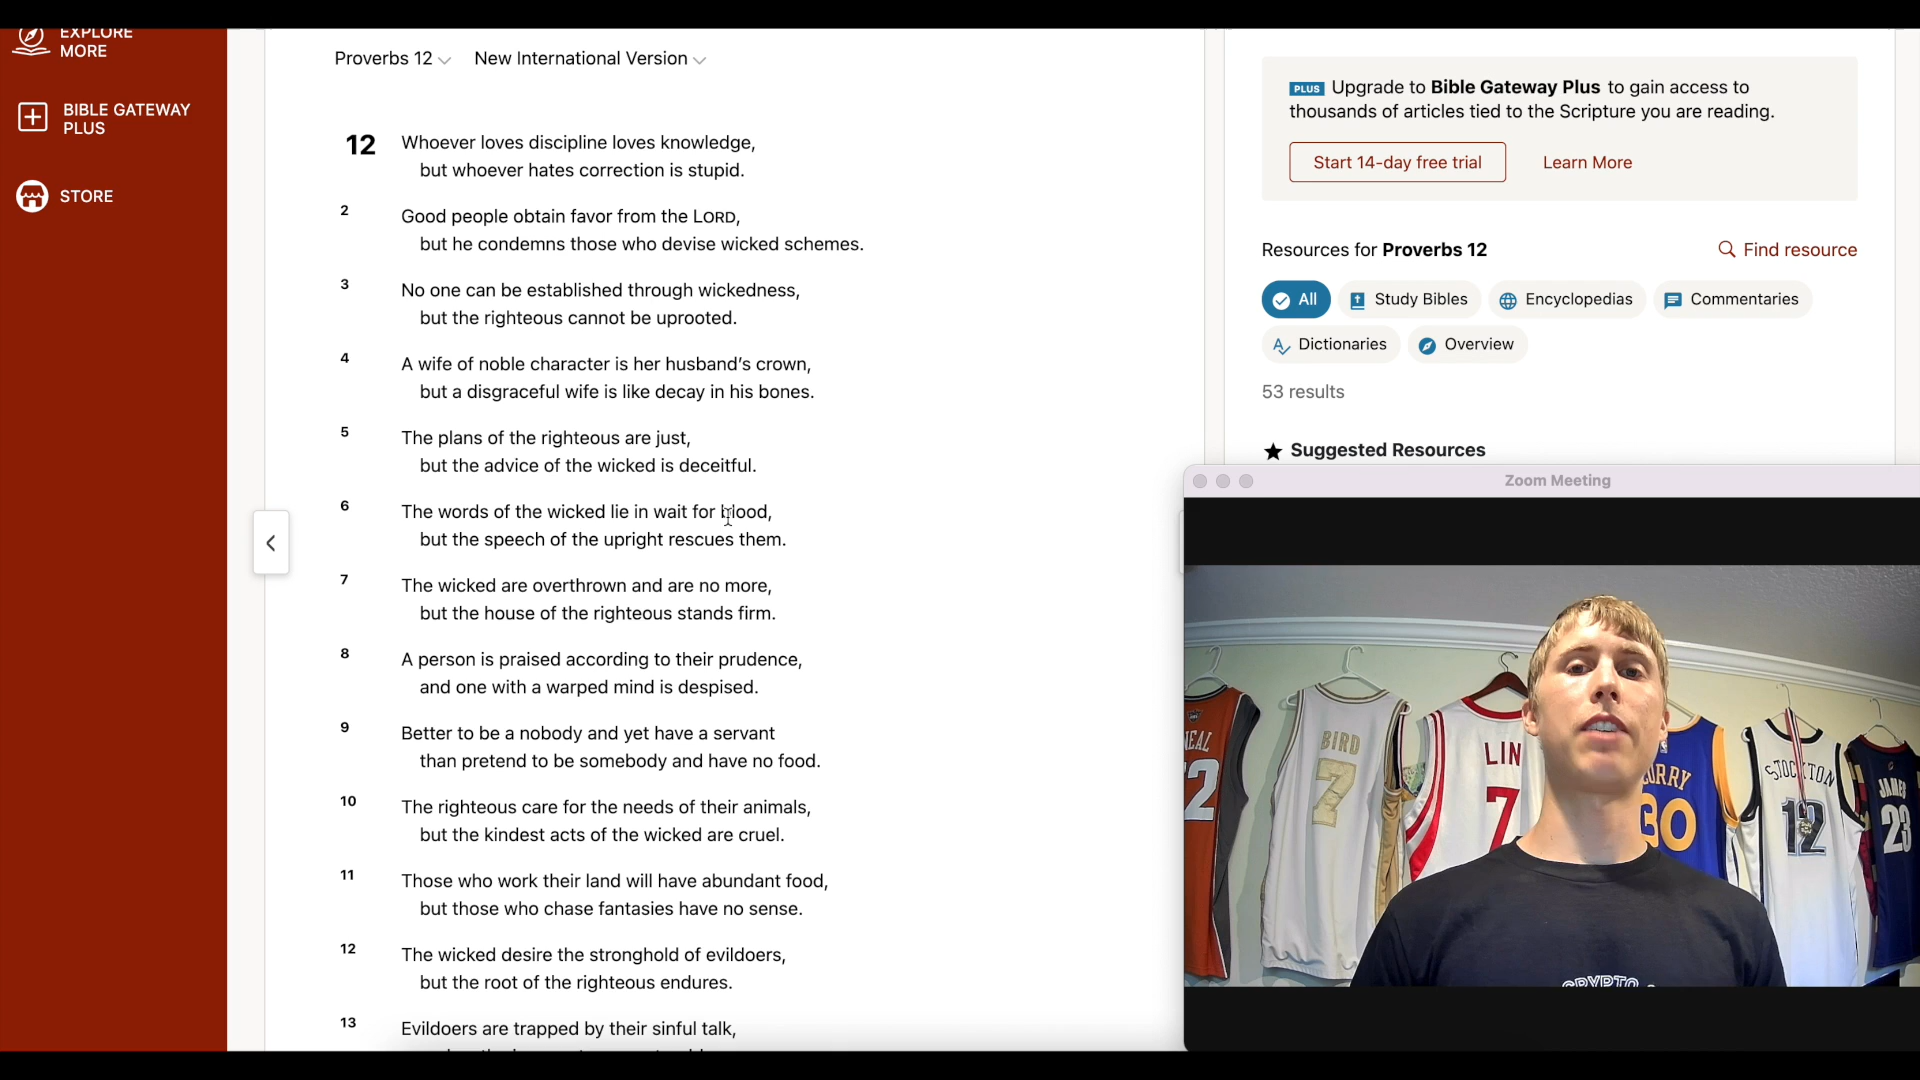 EXPLORE
MORE
BIBLE GATEWAY
PLUS
STORE
Proverbs 12
New International Version
12 Whoever loves discipline loves knowledge,
but whoever hates correction is stupid.
2 Good people obtain favor from the LORD,
but he condemns those who devise wicked schemes.
3 No one can be established through wickedness,
but the righteous cannot be uprooted.
4 A wife of noble character is her husband’s crown,
but a disgraceful wife is like decay in his bones.
5 The plans of the righteous are just,
but the advice of the wicked is deceitful.
6 The words of the wicked lie in wait for blood,
but the speech of the upright rescues them.
7 The wicked are overthrown and are no more,
but the house of the righteous stands firm.
8 A person is praised according to their prudence,
and one with a warped mind is despised.
9 Better to be a nobody and yet have a servant
than pretend to be somebody and have no food.
10 The righteous care for the needs of their animals,
but the kindest acts of the wicked are cruel.
11 Those who work their land will have abundant food,
but those who chase fantasies have no sense.
12 The wicked desire the stronghold of evildoers,
but the root of the righteous endures.
13 Evildoers are trapped by their sinful talk,
PLUS Upgrade to Bible Gateway Plus to gain access to
thousands of articles tied to the Scripture you are reading.
Start 14-day free trial
Learn More
Resources for Proverbs 12
Find resource
All
Study Bibles
Encyclopedias
Commentaries
Dictionaries
Overview
53 results
Suggested Resources
Zoom Meeting
NEAL
2
BIRD
7
LIN
7
URRY
30
STOCKTON
12
JAMES
23
CRYPTO